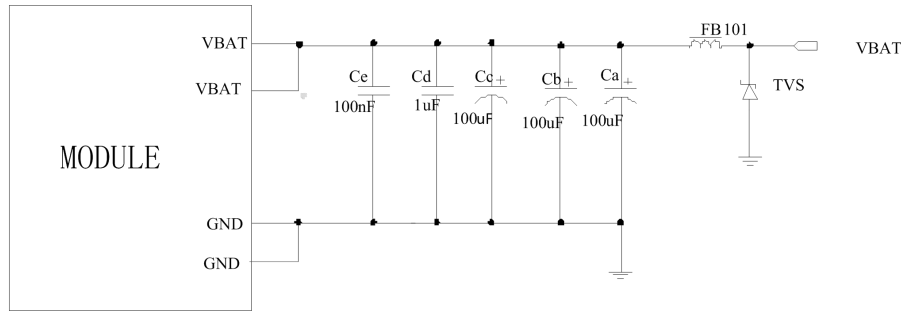 FB101
VBAT
VBAT
VBAT
Ce
Cd
Cc+
Cb+
Ca+
TVS
100nF
1uF
100uF
100uF
100uF
MODULE
GND
GND